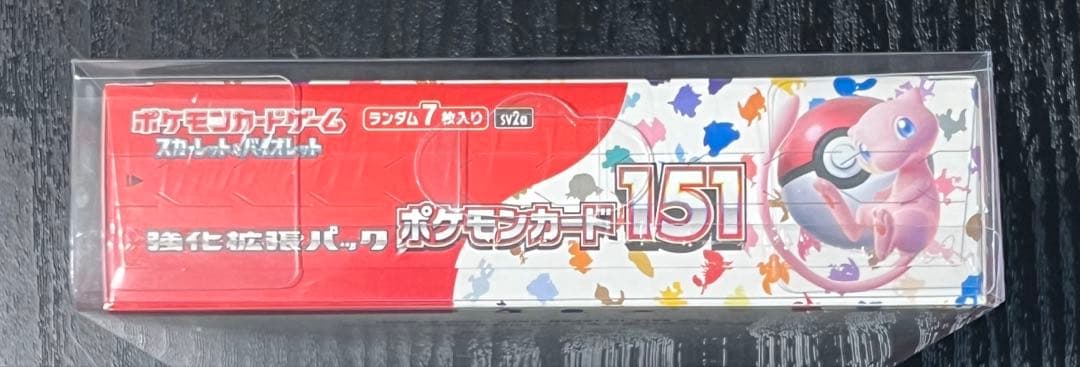 ポケモンカードゲーム
スカーレット&バイオレット
ランダム7枚入り sv2a
強化拡張パック
ポケモンカード151